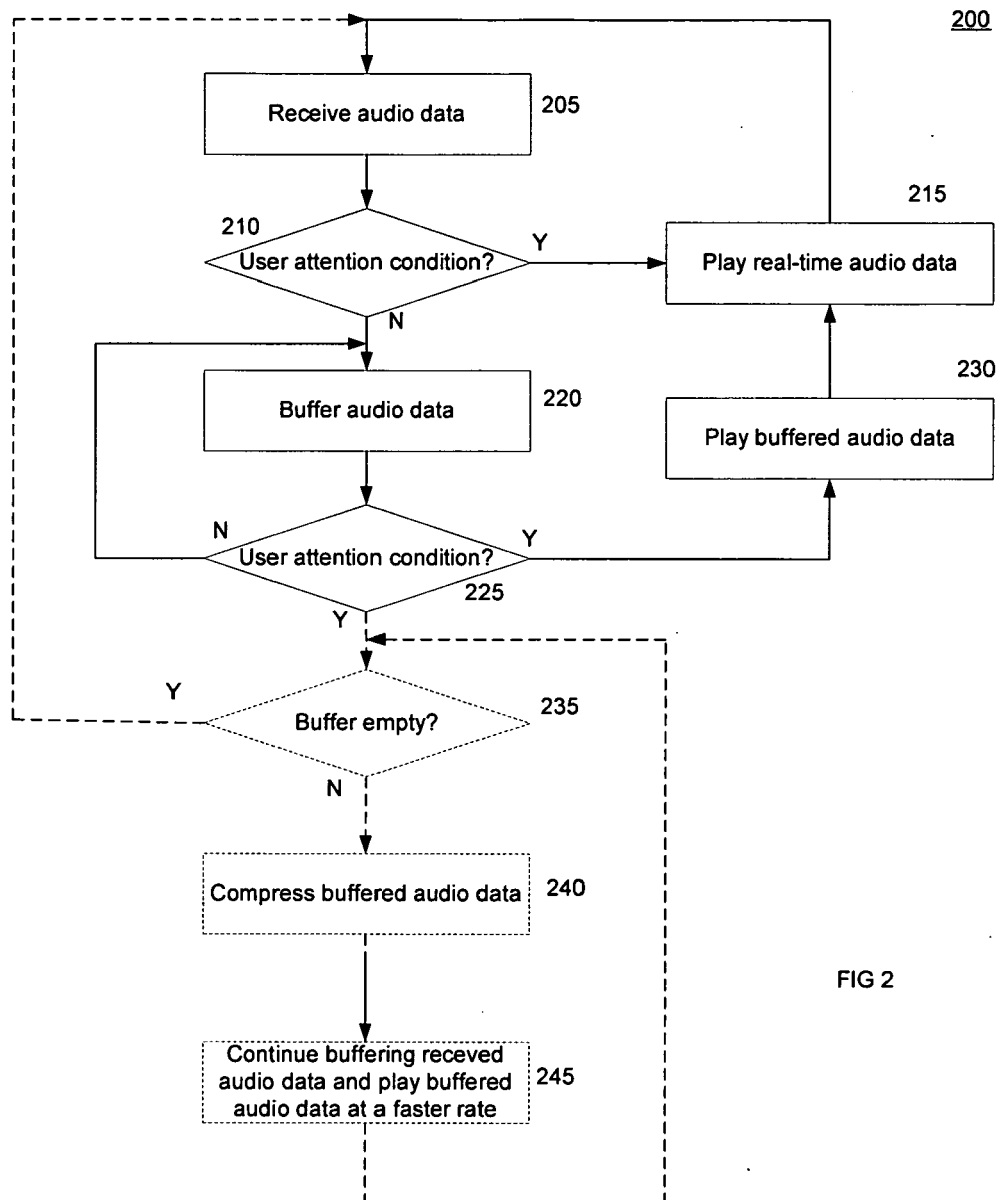 200
Receive audio data
205
210
User attention condition?
Y
215
Play real-time audio data
N
Buffer audio data
220
230
Play buffered audio data
N
User attention condition?
Y
225
Y
Y
Buffer empty?
235
N
Compress buffered audio data
240
FIG 2
Continue buffering receved
audio data and play buffered
audio data at a faster rate
245